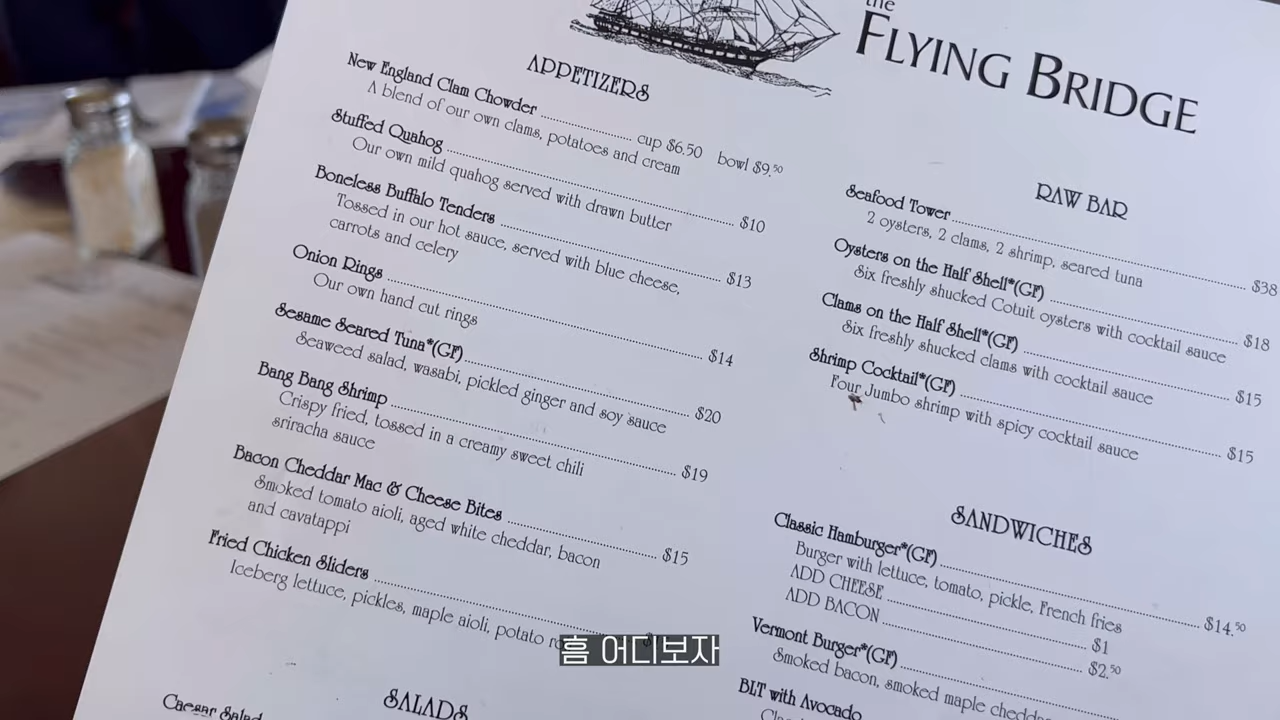 the
FLYING BRIDGE
APPETIZERS
New England Clam Chowder ........ cup $6.50 bowl $9.50
A blend of our own clams, potatoes and cream
Stuffed Quahog ........ $10
Our own mild quahog served with drawn butter
Boneless Buffalo Tenders ........ $13
Tossed in our hot sauce, served with blue cheese,
carrots and celery
Onion Rings ........ $14
Our own hand cut rings
Sesame Seared Tuna*(GF) ........ $20
Seaweed salad, wasabi, pickled ginger and soy sauce
Bang Bang Shrimp ........ $19
Crispy fried, tossed in a creamy sweet chili
sriracha sauce
Bacon Cheddar Mac & Cheese Bites ........ $15
Smoked tomato aioli, aged white cheddar, bacon
and cavatappi
Fried Chicken Sliders ........
Iceberg lettuce, pickles, maple aioli, potato
SALADS
Caesar Salad
RAW BAR
Seafood Tower ........ $38
2 oysters, 2 clams, 2 shrimp, seared tuna
Oysters on the Half Shell*(GF) ........ $18
Six freshly shucked Cotuit oysters with cocktail sauce
Clams on the Half Shell*(GF) ........ $15
Six freshly shucked clams with cocktail sauce
Shrimp Cocktail*(GF) ........ $15
Four Jumbo shrimp with spicy cocktail sauce
SANDWICHES
Classic Hamburger*(GF) ........ $14.50
Burger with lettuce, tomato, pickle, French fries
ADD CHEESE ........ $1
ADD BACON ........ $2.50
Vermont Burger*(GF) ........
Smoked bacon, smoked maple
BLT with Avocado
흠 어디보자